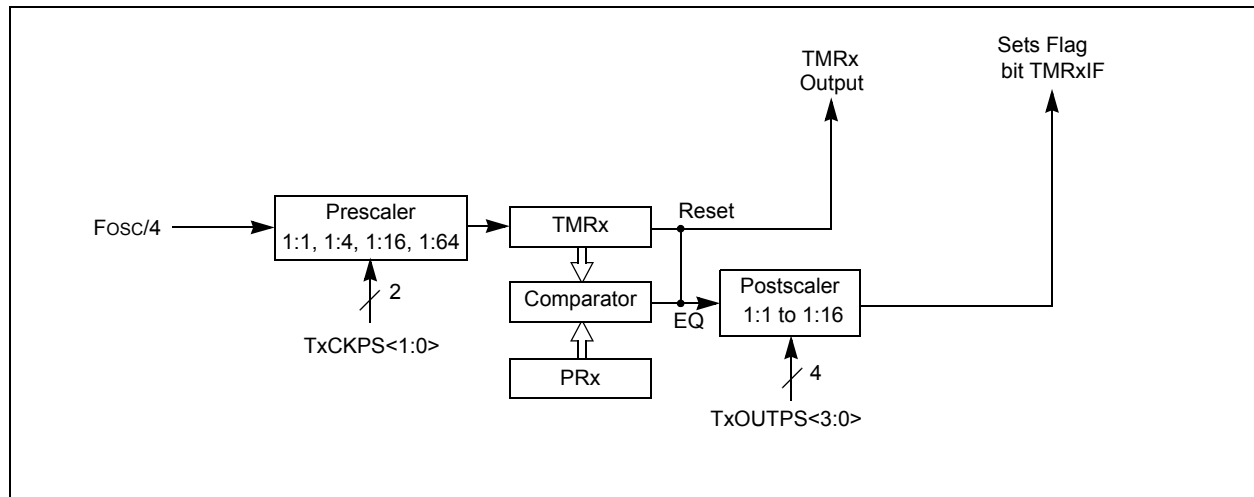 TMRx
Output
Sets Flag
bit TMRxIF
Fosc/4
Prescaler
1:1, 1:4, 1:16, 1:64
2
TxCKPS<1:0>
TMRx
Reset
Comparator
EQ
PRx
Postscaler
1:1 to 1:16
4
TxOUTPS<3:0>